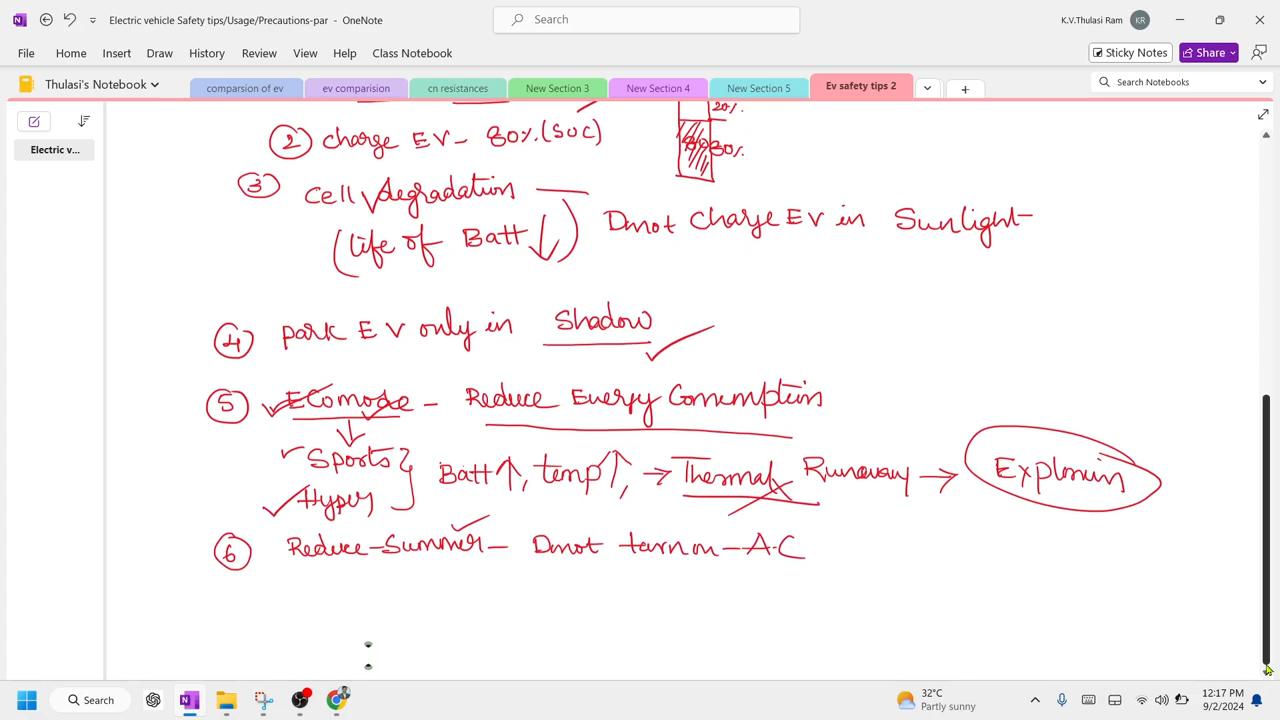 Electric vehicle Safety tips/Usage/Precautions-par - OneNote
Search
K.V.Thulasi Ram
KR
File Home Insert Draw History Review View Help Class Notebook
Sticky Notes
Share
Thulasi's Notebook
comparsion of ev
ev comparision
cn resistances
New Section 3
New Section 4
New Section 5
Ev safety tips 2
Search Notebooks
Electric v...
20%.
② charge EV - 80%. (SOC)
80%.
③ Cell degradation
(life of Batt ↓) Dmot Charge EV in Sunlight
④ park EV only in Shadow
⑤ Ecomode - Reduce Energy Consemption
Sports
Hyper
Batt ↑, temp ↑, → Thermal Runaway → Explosion
⑥ Reduce - Summer - Dmot turn on - A.C
Search
32°C
Partly sunny
12:17 PM
9/2/2024